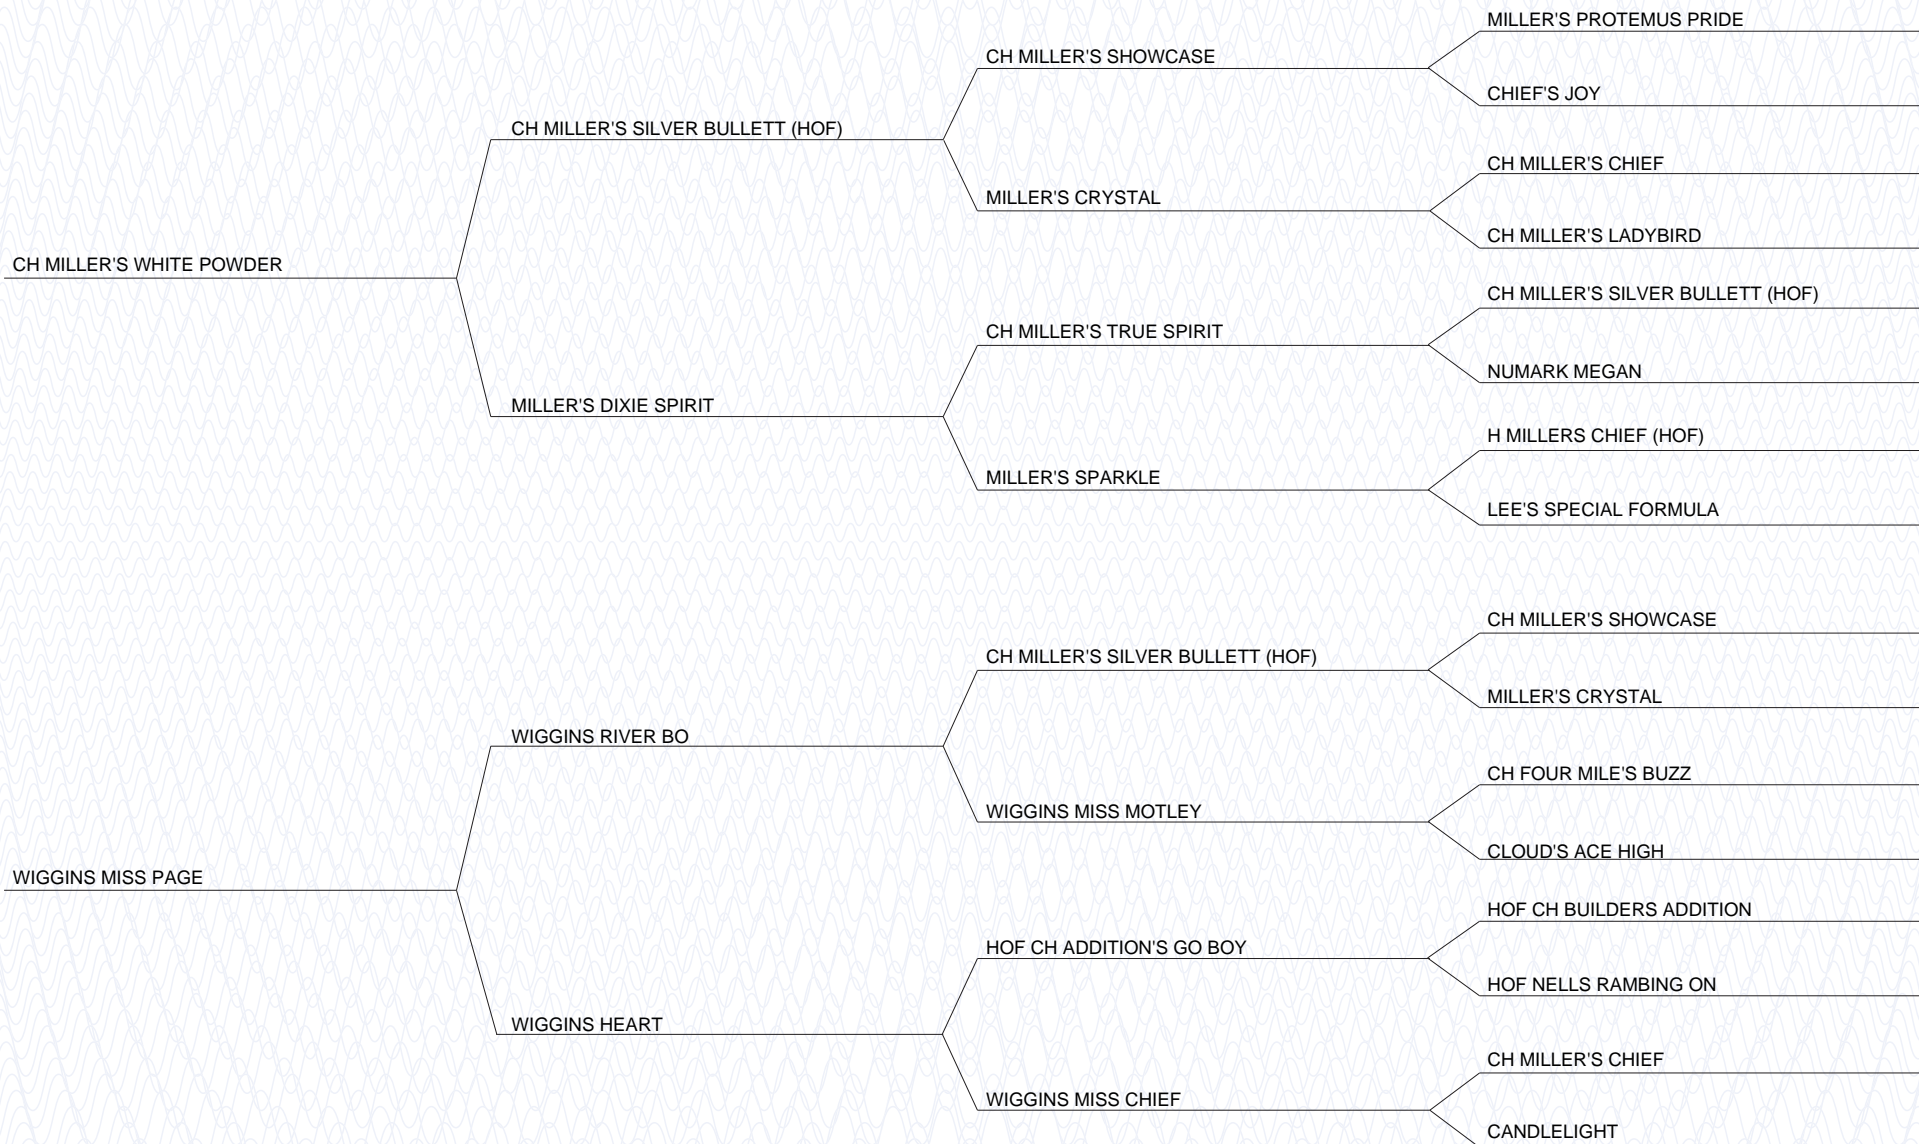 MILLER'S PROTEMUS PRIDE
CH MILLER'S SHOWCASE
CHIEF'S JOY
CH MILLER'S SILVER BULLETT (HOF)
CH MILLER'S CHIEF
MILLER'S CRYSTAL
CH MILLER'S LADYBIRD
CH MILLER'S WHITE POWDER
CH MILLER'S SILVER BULLETT (HOF)
CH MILLER'S TRUE SPIRIT
NUMARK MEGAN
MILLER'S DIXIE SPIRIT
H MILLERS CHIEF (HOF)
MILLER'S SPARKLE
LEE'S SPECIAL FORMULA
CH MILLER'S SHOWCASE
CH MILLER'S SILVER BULLETT (HOF)
MILLER'S CRYSTAL
WIGGINS RIVER BO
CH FOUR MILE'S BUZZ
WIGGINS MISS MOTLEY
CLOUD'S ACE HIGH
WIGGINS MISS PAGE
HOF CH BUILDERS ADDITION
HOF CH ADDITION'S GO BOY
HOF NELLS RAMBING ON
WIGGINS HEART
CH MILLER'S CHIEF
WIGGINS MISS CHIEF
CANDLELIGHT